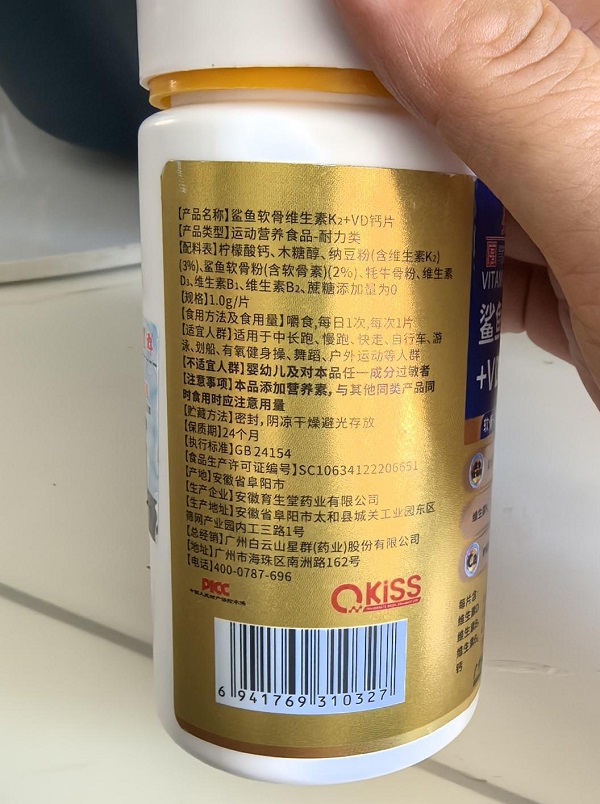 【产品名称】鲨鱼软骨维生素K₂+VD钙片
【产品类型】运动营养食品-耐力类
【配料表】柠檬酸钙、木糖醇、纳豆粉(含维生素K₂)
(3%)、鲨鱼软骨粉(含软骨素)(2%)、牦牛骨粉、维生素
D₃、维生素B₁、维生素B₂、蔗糖添加量为0
【规格】1.0g/片
【食用方法及食用量】嚼食,每日1次,每次1片
【适宜人群】适用于中长跑、慢跑、快走、自行车、游
泳、划船、有氧健身操、舞蹈、户外运动等人群
【不适宜人群】婴幼儿及对本品任一成分过敏者
【注意事项】本品添加营养素，与其他同类产品同
时食用时应注意用量
【贮藏方法】密封，阴凉干燥避光存放
【保质期】24个月
【执行标准】GB 24154
【食品生产许可证编号】SC10634122206651
【产地】安徽省阜阳市
【生产企业】安徽育生堂药业有限公司
【生产地址】安徽省阜阳市太和县城关工业园东区
筛网产业园内工三路1号
【总经销】广州白云山星群(药业)股份有限公司
【地址】广州市海珠区南洲路162号
【电话】400-0787-696
PICC
QKiSS
6 941769 310327
VITAM
鲨鱼
+V
每片含
维生素
维生素
维生素
钙